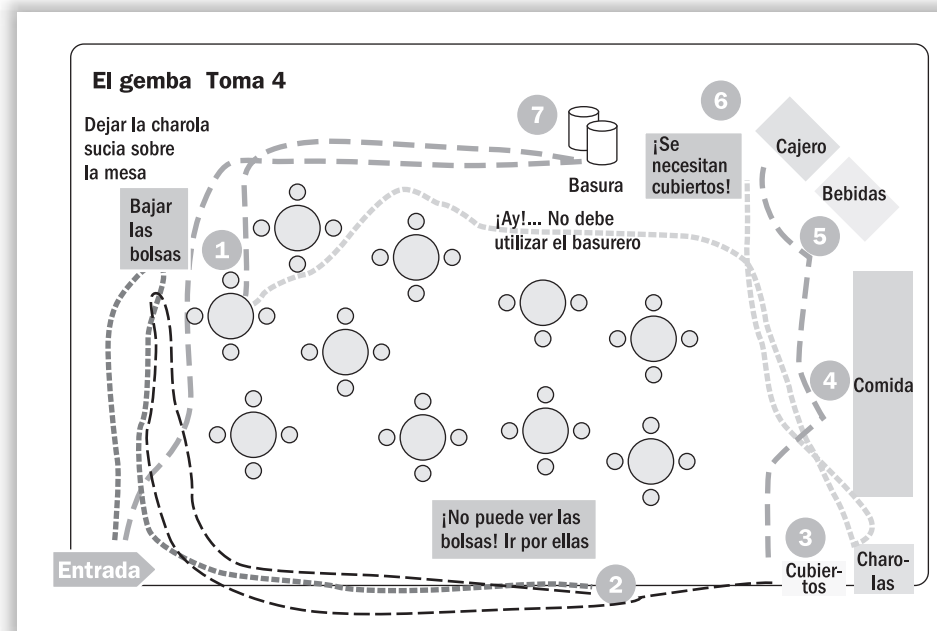 El gemba Toma 4
Dejar la charola
sucia sobre
la mesa
Bajar
las
bolsas
1
7
Basura
6
¡Se
necesitan
cubiertos!
Cajero
Bebidas
5
¡Ay!... No debe
utilizar el basurero
4
Comida
¡No puede ver las
bolsas! Ir por ellas
Entrada
2
3
Cubier-
tos
Charo-
las